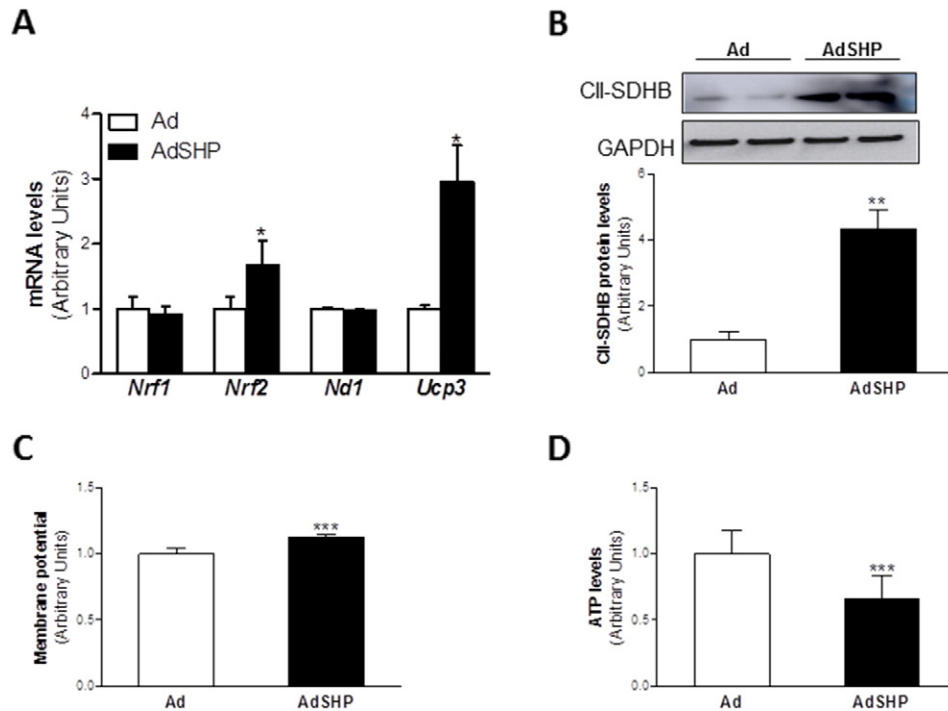 A
mRNA levels
(Arbitrary Units)
4
3
2
1
0
Ad
AdSHP
*
*
Nrf1 Nrf2 Nd1 Ucp3
B
Ad AdSHP
CII-SDHB
GAPDH
CII-SDHB protein levels
(Arbitrary Units)
6
4
2
0
**
Ad AdSHP
C
Membrane potential
(Arbitrary Units)
1.5
1.0
0.5
0.0
***
Ad AdSHP
D
ATP levels
(Arbitrary Units)
1.5
1.0
0.5
0.0
***
Ad AdSHP